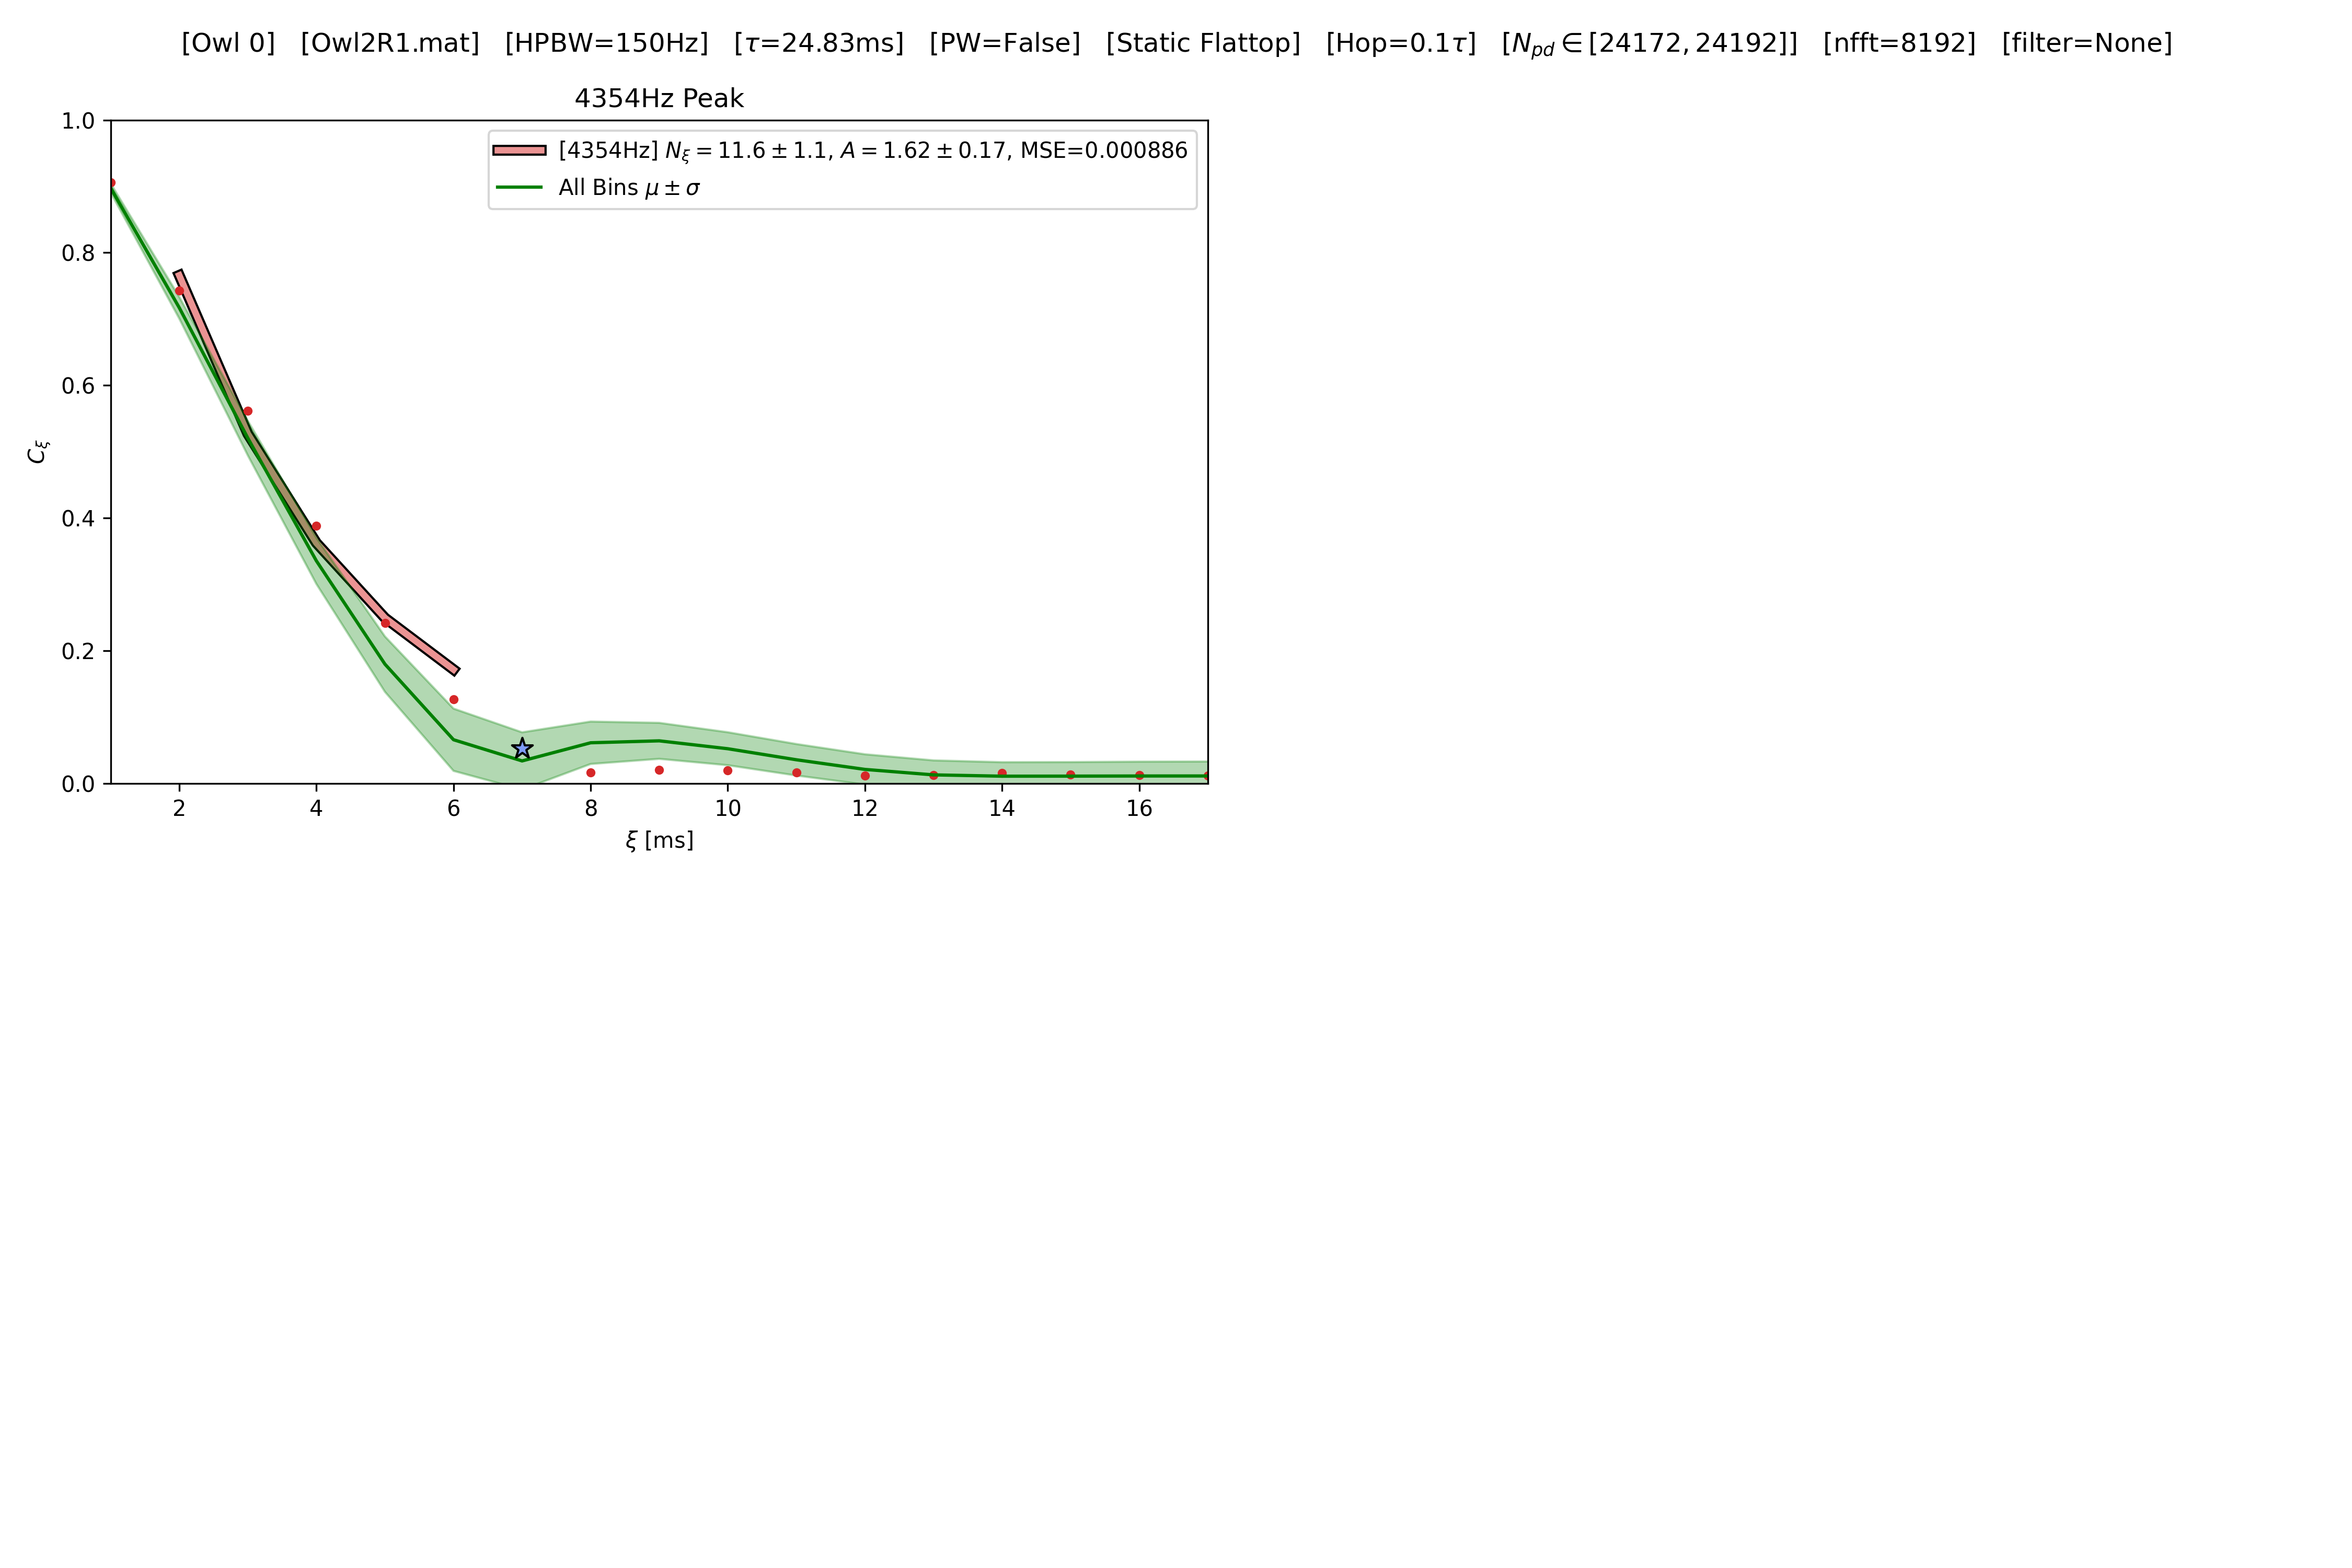 [Owl 0] [Owl2R1.mat] [HPBW=150Hz] [τ=24.83ms] [PW=False] [Static Flattop] [Hop=0.1τ] [N_pd ∈ [24172, 24192]] [nfft=8192] [filter=None]
4354Hz Peak
[4354Hz] N_ξ = 11.6 ± 1.1, A = 1.62 ± 0.17, MSE=0.000886
All Bins μ ± σ
1.0
0.8
0.6
0.4
0.2
0.0
C_ξ
2 4 6 8 10 12 14 16
ξ [ms]